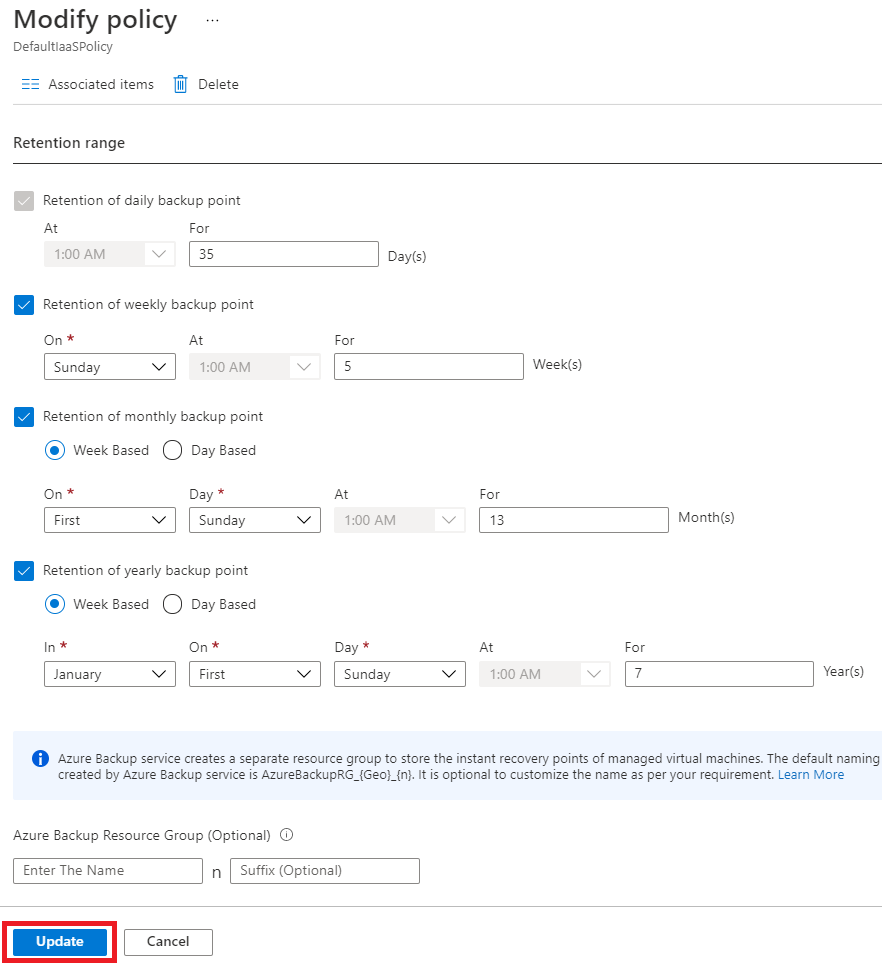 Modify policy ...
DefaultIaaSPolicy
Associated items Delete
Retention range
Retention of daily backup point
At For
1:00 AM 35 Day(s)
Retention of weekly backup point
On * At For
Sunday 1:00 AM 5 Week(s)
Retention of monthly backup point
Week Based Day Based
On * Day * At For
First Sunday 1:00 AM 13 Month(s)
Retention of yearly backup point
Week Based Day Based
In * On * Day * At For
January First Sunday 1:00 AM 7 Year(s)
Azure Backup service creates a separate resource group to store the instant recovery points of managed virtual machines. The default naming
created by Azure Backup service is AzureBackupRG_{Geo}_{n}. It is optional to customize the name as per your requirement. Learn More
Azure Backup Resource Group (Optional)
Enter The Name n Suffix (Optional)
Update Cancel